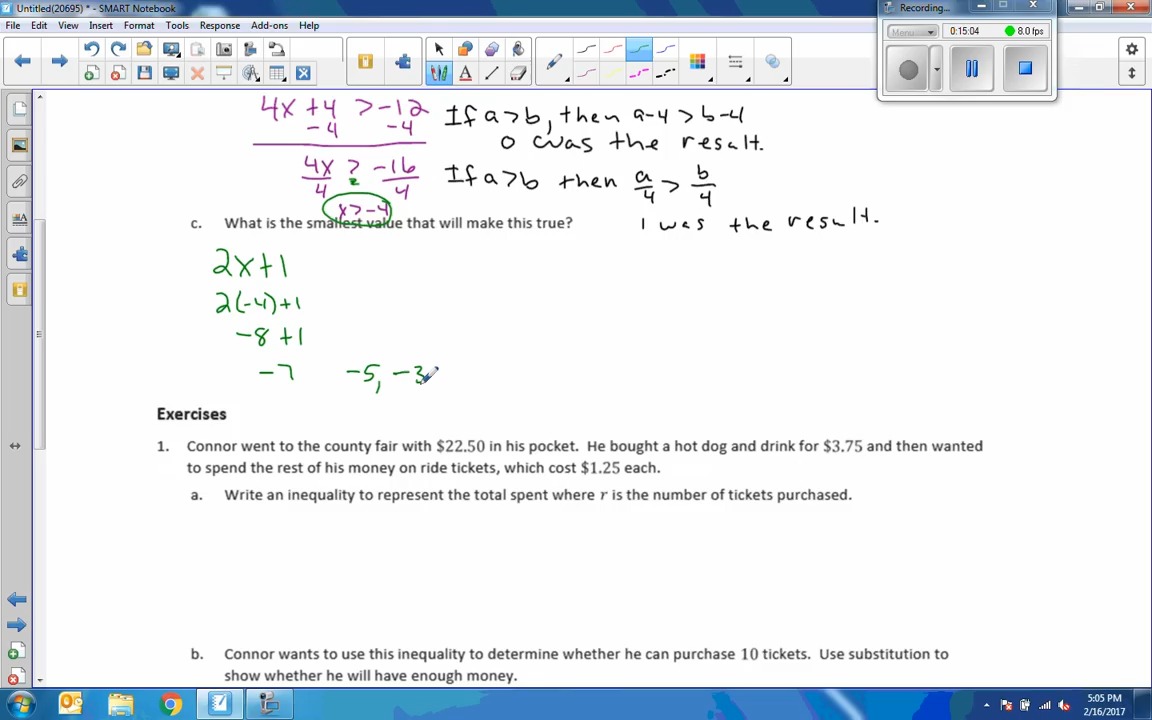 Untitled(20695) * - SMART Notebook
File Edit View Insert Format Tools Response Add-ons Help
Recording...
Menu
0:15:04 8.0 fps
4x +4 > -12 If a>b, then a-4 > b-4
-4 -4
0 was the result.
4x ≥ -16 If a>b then a/4 > b/4
4 4
x>-4
1 was the result.
c. What is the smallest value that will make this true?
2x+1
2(-4)+1
-8 +1
-7 -5, -3
Exercises
1. Connor went to the county fair with $22.50 in his pocket. He bought a hot dog and drink for $3.75 and then wanted
to spend the rest of his money on ride tickets, which cost $1.25 each.
a. Write an inequality to represent the total spent where r is the number of tickets purchased.
b. Connor wants to use this inequality to determine whether he can purchase 10 tickets. Use substitution to
show whether he will have enough money.
5:05 PM
2/16/2017